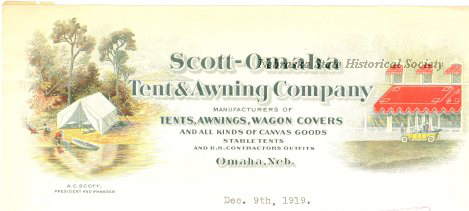 Scott-Omaha
Nebraska State Historical Society
Tent & Awning Company
MANUFACTURERS OF
TENTS, AWNINGS, WAGON COVERS
AND ALL KINDS OF CANVAS GOODS
STABLE TENTS
AND R.R. CONTRACTORS OUTFITS
Omaha, Neb.
A.C. SCOTT,
PRESIDENT AND MANAGER
Dec. 9th, 1919.